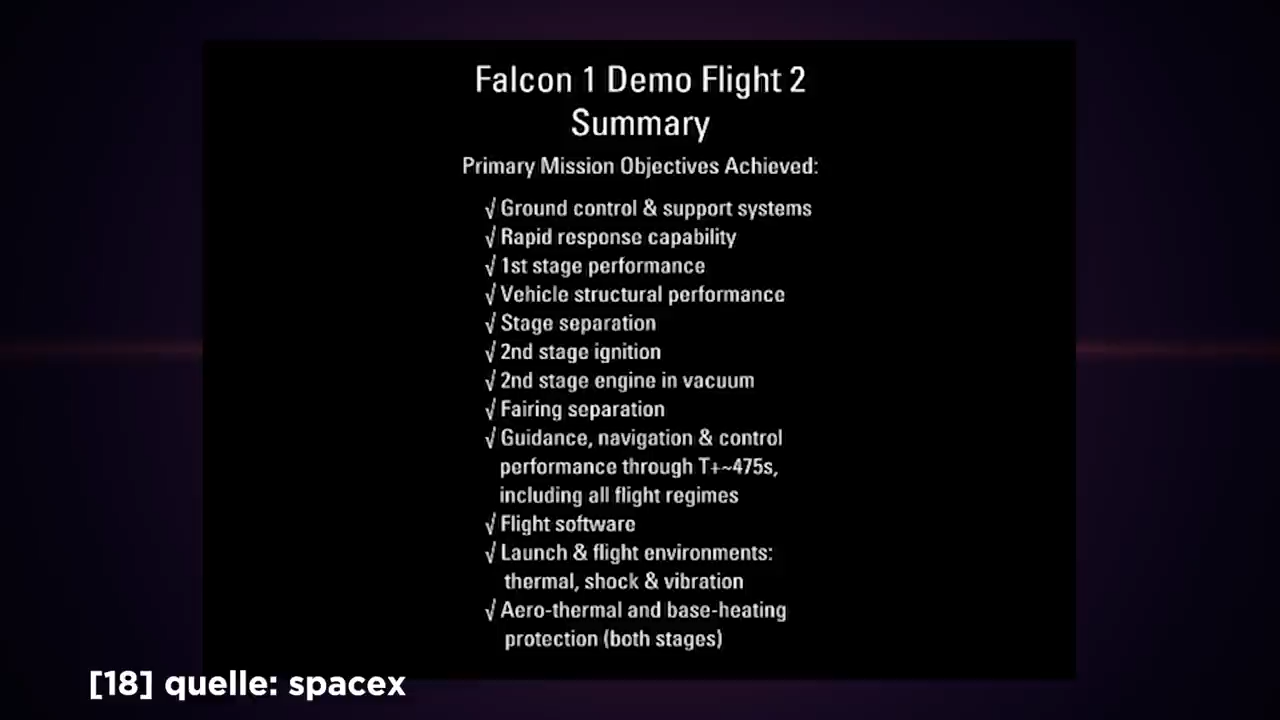 Falcon 1 Demo Flight 2
Summary
Primary Mission Objectives Achieved:
√ Ground control & support systems
√ Rapid response capability
√ 1st stage performance
√ Vehicle structural performance
√ Stage separation
√ 2nd stage ignition
√ 2nd stage engine in vacuum
√ Fairing separation
√ Guidance, navigation & control
performance through T+~475s,
including all flight regimes
√ Flight software
√ Launch & flight environments:
thermal, shock & vibration
√ Aero-thermal and base-heating
protection (both stages)
[18] quelle: spacex